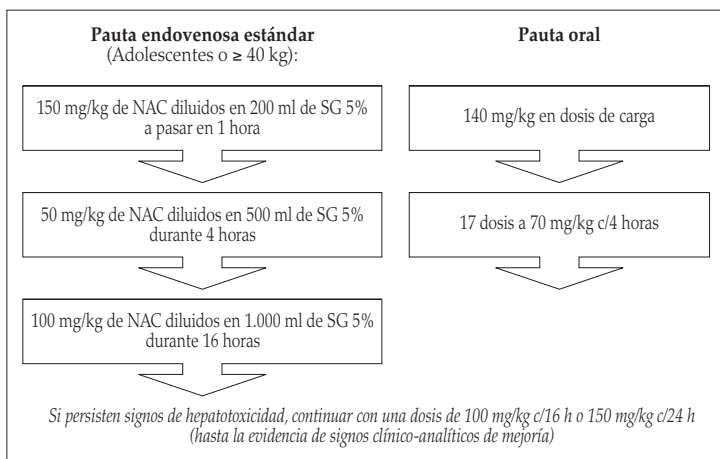 Pauta endovenosa estándar
(Adolescentes o ≥ 40 kg):
150 mg/kg de NAC diluidos en 200 ml de SG 5%
a pasar en 1 hora
50 mg/kg de NAC diluidos en 500 ml de SG 5%
durante 4 horas
100 mg/kg de NAC diluidos en 1.000 ml de SG 5%
durante 16 horas
Pauta oral
140 mg/kg en dosis de carga
17 dosis a 70 mg/kg c/4 horas
Si persisten signos de hepatotoxicidad, continuar con una dosis de 100 mg/kg c/16 h o 150 mg/kg c/24 h
(hasta la evidencia de signos clínico-analíticos de mejoría)